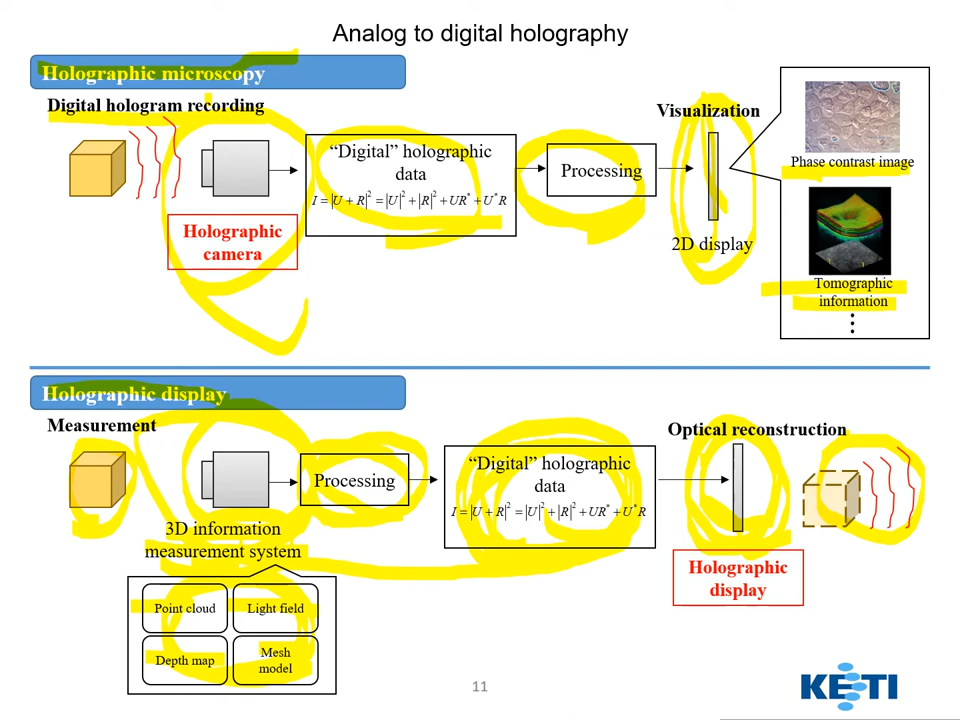 Analog to digital holography
Holographic microscopy
Digital hologram recording
Holographic
camera
“Digital” holographic
data
I = |U + R|² = |U|² + |R|² + UR* + U*R
Processing
Visualization
2D display
Phase contrast image
Tomographic
information
⋮
Holographic display
Measurement
3D information
measurement system
Point cloud
Light field
Depth map
Mesh
model
Processing
“Digital” holographic
data
I = |U + R|² = |U|² + |R|² + UR* + U*R
Optical reconstruction
Holographic
display
11
KETI